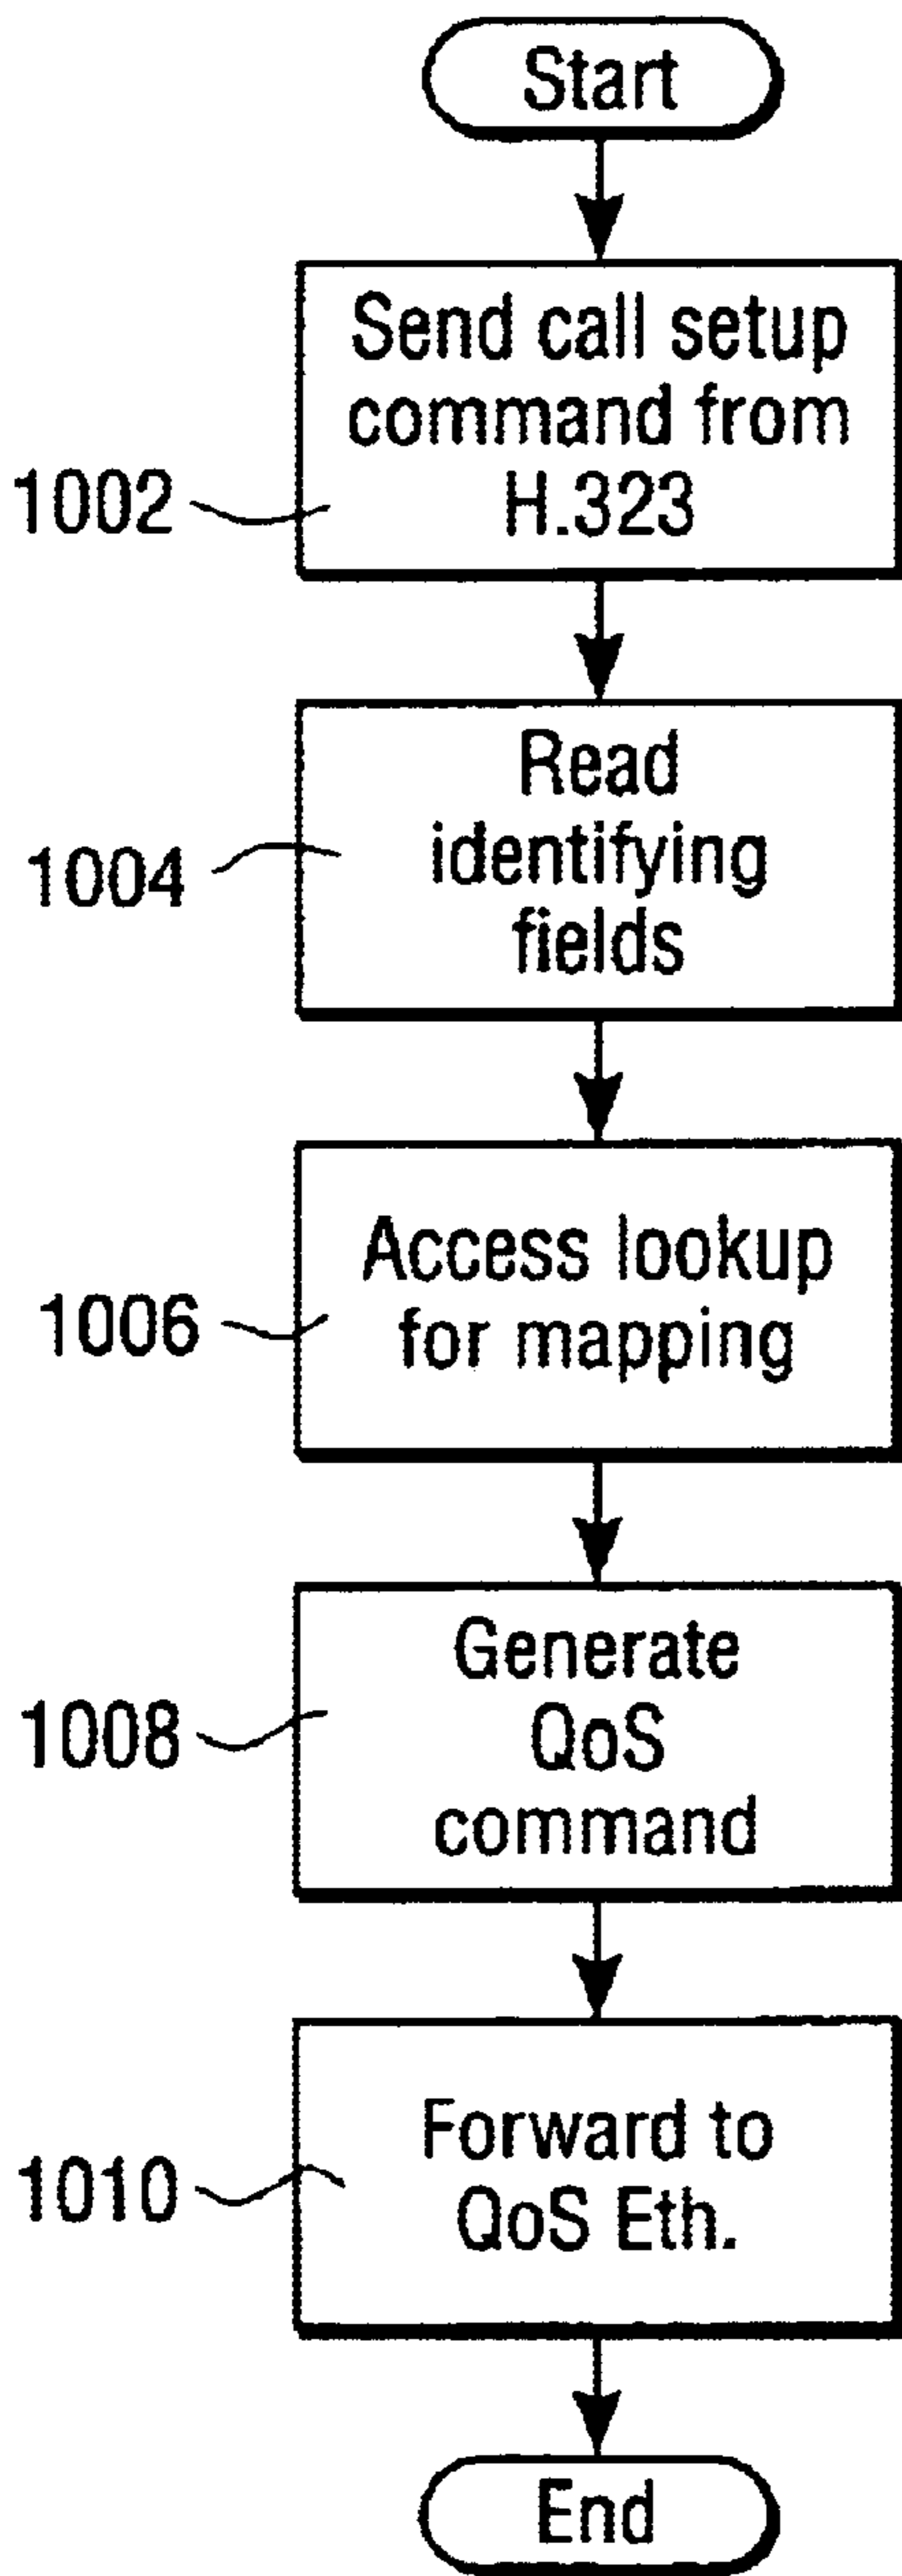 Start
Send call setup
command from
H.323
1002
Read
identifying
fields
1004
Access lookup
for mapping
1006
Generate
QoS
command
1008
Forward to
QoS Eth.
1010
End